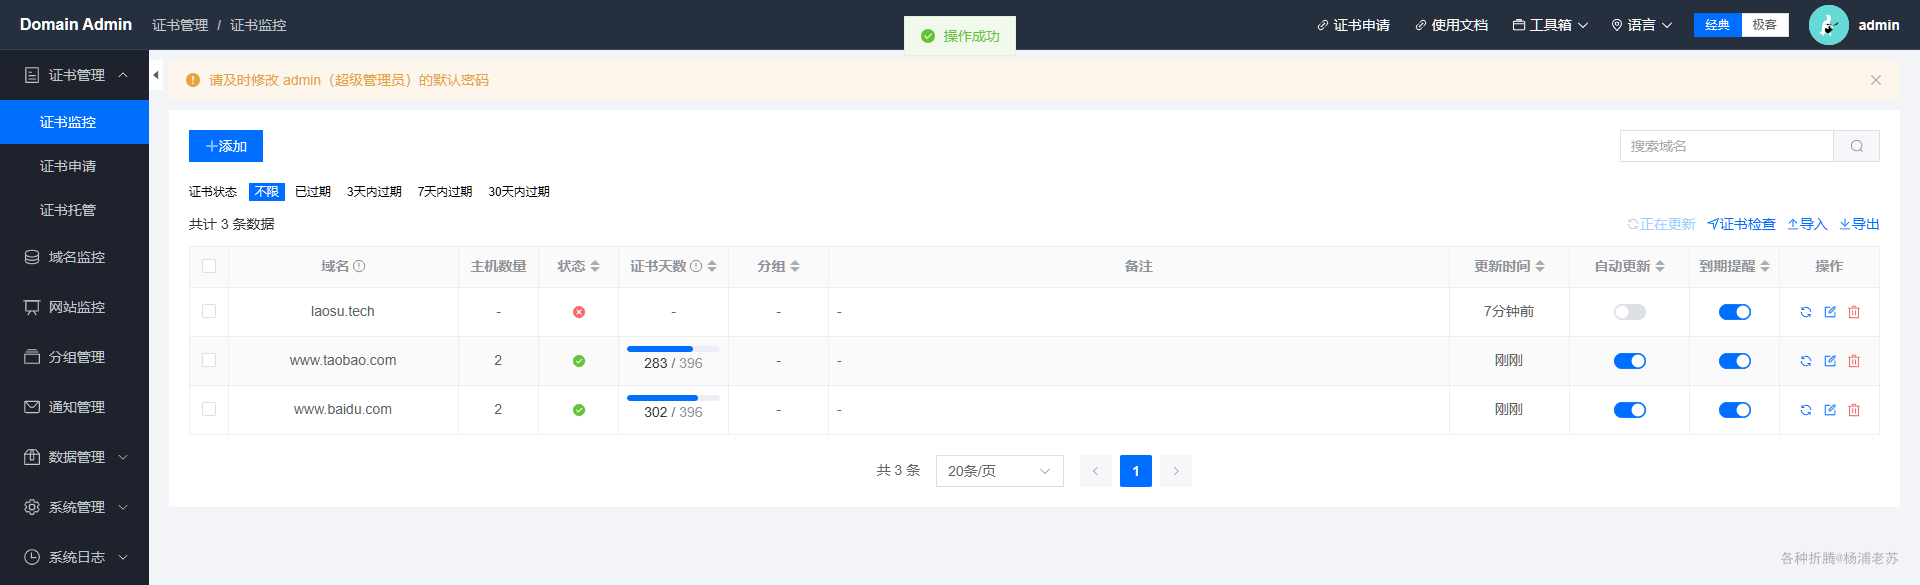 Domain Admin 证书管理 / 证书监控 操作成功 证书申请 使用文档 工具箱 语言 经典 极客 admin
证书管理
证书监控
证书申请
证书托管
域名监控
网站监控
分组管理
通知管理
数据管理
系统管理
系统日志
请及时修改 admin（超级管理员）的默认密码
添加 搜索域名
证书状态 不限 已过期 3天内过期 7天内过期 30天内过期
共计 3 条数据 正在更新 证书检查 导入 导出
域名 主机数量 状态 证书天数 分组 备注 更新时间 自动更新 到期提醒 操作
laosu.tech - - - - 7分钟前
www.taobao.com 2 283 / 396 - - 刚刚
www.baidu.com 2 302 / 396 - - 刚刚
共 3 条 20条/页 1
各种折腾@杨浦老苏